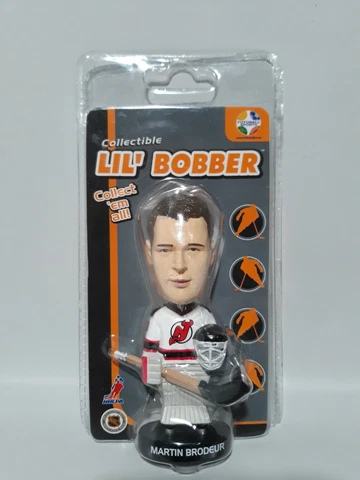 Collectible
LIL' BOBBER
Collect
'em
all!
MARTIN BRODEUR